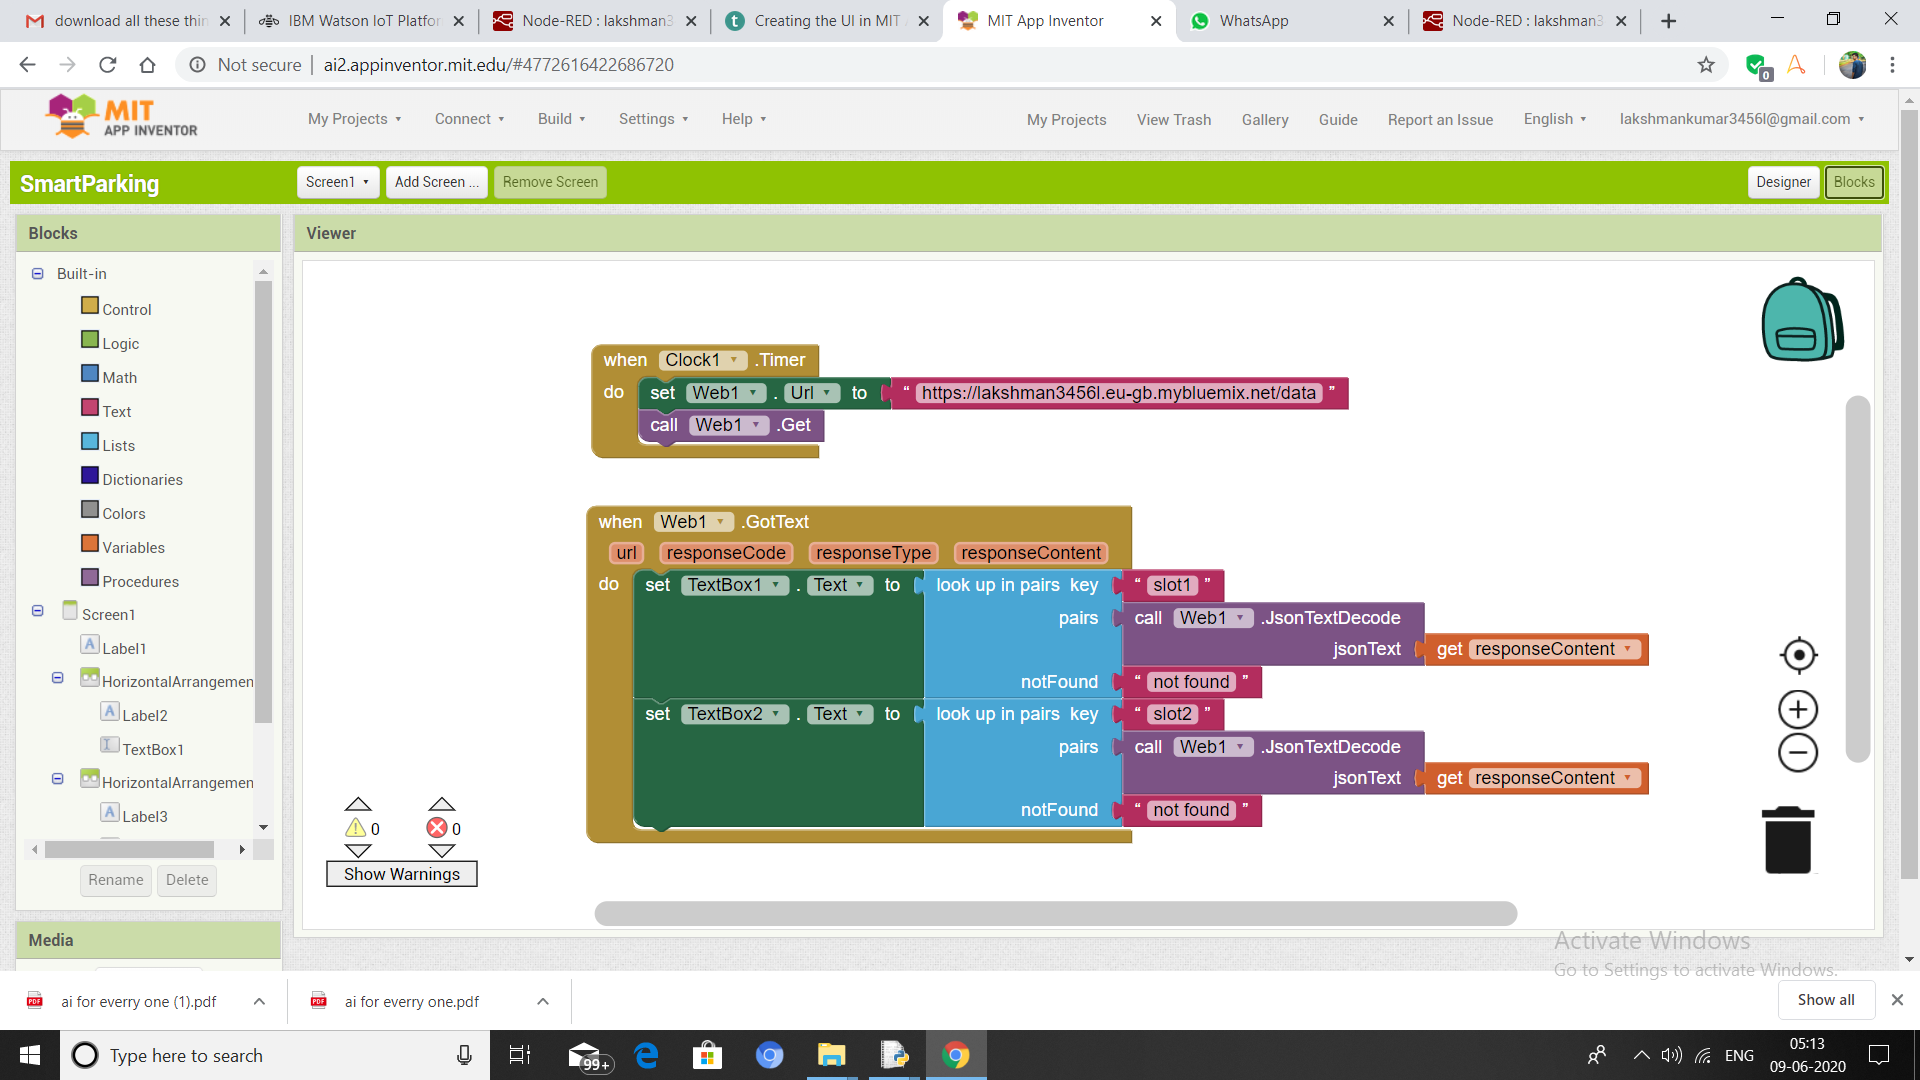 download all these thin
IBM Watson IoT Platfor
Node-RED : lakshman3
Creating the UI in MIT A
MIT App Inventor
WhatsApp
Node-RED : lakshman3
Not secure
ai2.appinventor.mit.edu/#4772616422686720
0
MIT
APP INVENTOR
My Projects
Connect
Build
Settings
Help
My Projects
View Trash
Gallery
Guide
Report an Issue
English
lakshmankumar3456l@gmail.com
SmartParking
Screen1
Add Screen ...
Remove Screen
Designer
Blocks
Blocks
Built-in
Control
Logic
Math
Text
Lists
Dictionaries
Colors
Variables
Procedures
Screen1
Label1
HorizontalArrangemen
Label2
TextBox1
HorizontalArrangemen
Label3
Rename
Delete
Media
Viewer
when Clock1 .Timer
do set Web1 . Url to “ https://lakshman3456l.eu-gb.mybluemix.net/data ”
call Web1 .Get
when Web1 .GotText
url responseCode responseType responseContent
do set TextBox1 . Text to look up in pairs key “ slot1 ”
pairs call Web1 .JsonTextDecode
jsonText get responseContent
notFound “ not found ”
set TextBox2 . Text to look up in pairs key “ slot2 ”
pairs call Web1 .JsonTextDecode
jsonText get responseContent
notFound “ not found ”
0
0
Show Warnings
Activate Windows
Go to Settings to activate Windows.
ai for everry one (1).pdf
ai for everry one.pdf
Show all
Type here to search
99+
ENG
05:13
09-06-2020